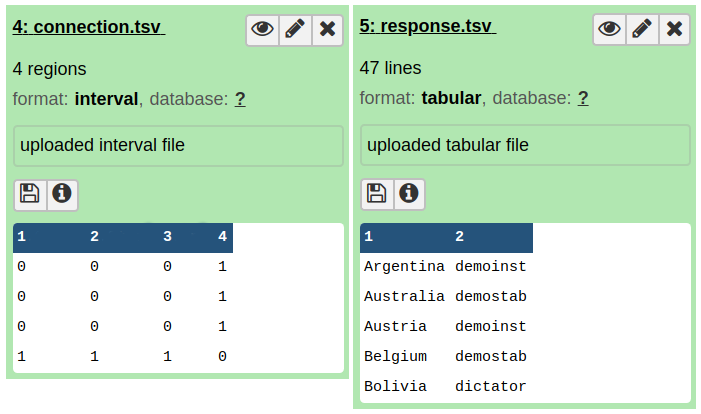 4: connection.tsv
4 regions
format: interval, database: ?
uploaded interval file
1 2 3 4
0 0 0 1
0 0 0 1
0 0 0 1
1 1 1 0
5: response.tsv
47 lines
format: tabular, database: ?
uploaded tabular file
1 2
Argentina demoinst
Australia demostab
Austria demoinst
Belgium demostab
Bolivia dictator